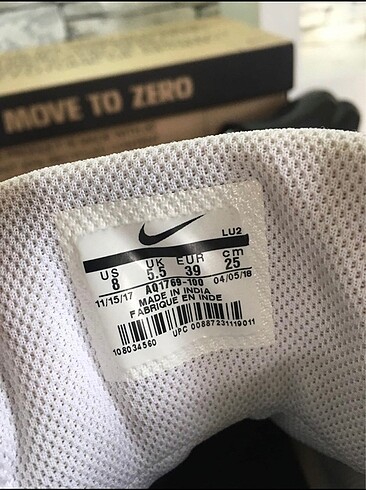 MOVE TO ZERO
LU2
US UK EUR cm
8 5.5 39 25
11/15/17 AO1769-100 04/05/18
MADE IN INDIA
FABRIQUE EN INDE
108034560 UPC 00887231119011